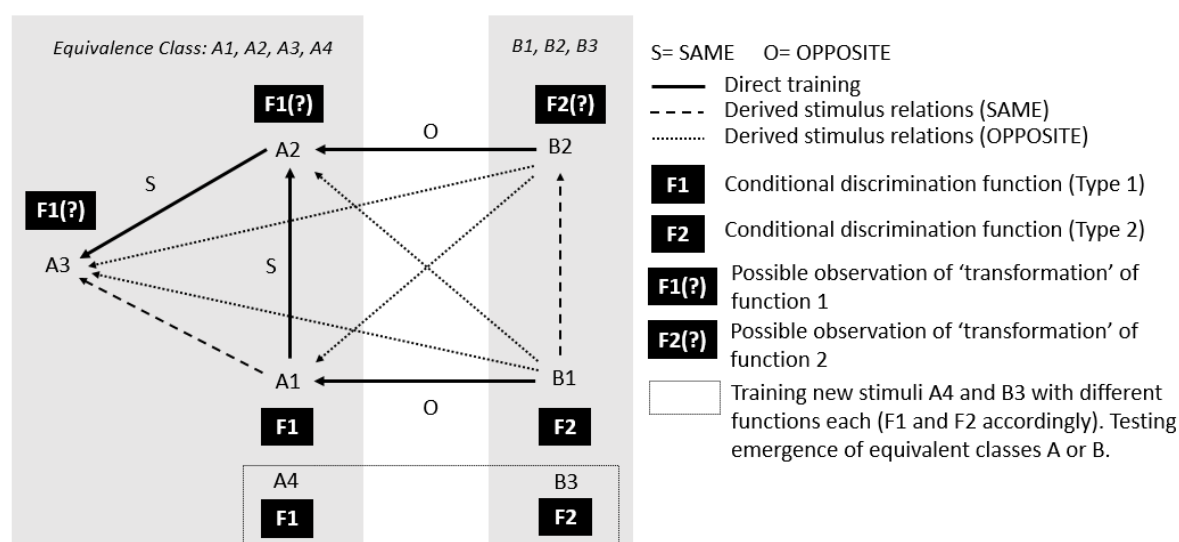 Equivalence Class: A1, A2, A3, A4
B1, B2, B3
F1(?)
F2(?)
O
A2
B2
S
F1(?)
S
A3
A1
B1
O
F1
F2
A4
B3
F1
F2
S= SAME O= OPPOSITE
Direct training
Derived stimulus relations (SAME)
Derived stimulus relations (OPPOSITE)
F1 Conditional discrimination function (Type 1)
F2 Conditional discrimination function (Type 2)
F1(?) Possible observation of ‘transformation’ of
function 1
F2(?) Possible observation of ‘transformation’ of
function 2
Training new stimuli A4 and B3 with different
functions each (F1 and F2 accordingly). Testing
emergence of equivalent classes A or B.